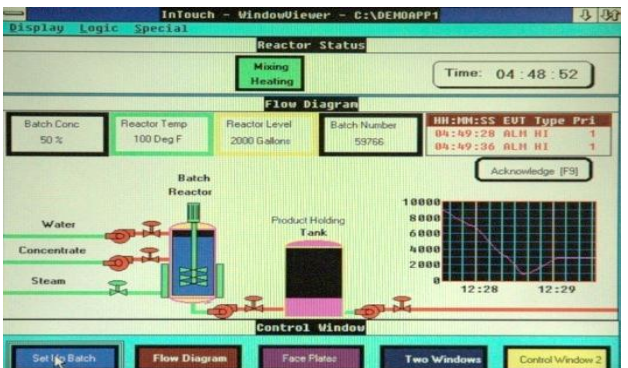 InTouch - WindowViewer - C:\DEMOAPP1
Display Logic Special
Reactor Status
Mixing
Heating
Time: 04:48:52
Flow Diagram
Batch Conc
50 %
Reactor Temp
100 Deg F
Reactor Level
2000 Gallons
Batch Number
59766
HH:MM:SS EVT Type Pri
04:49:28 ALM HI 1
04:49:36 ALM HI 1
Acknowledge [F9]
Batch
Reactor
Water
Concentrate
Steam
Product Holding
Tank
10000
8000
6000
4000
2000
0
12:28 12:29
Control Window
Set Up Batch
Flow Diagram
Face Plates
Two Windows
Control Window 2